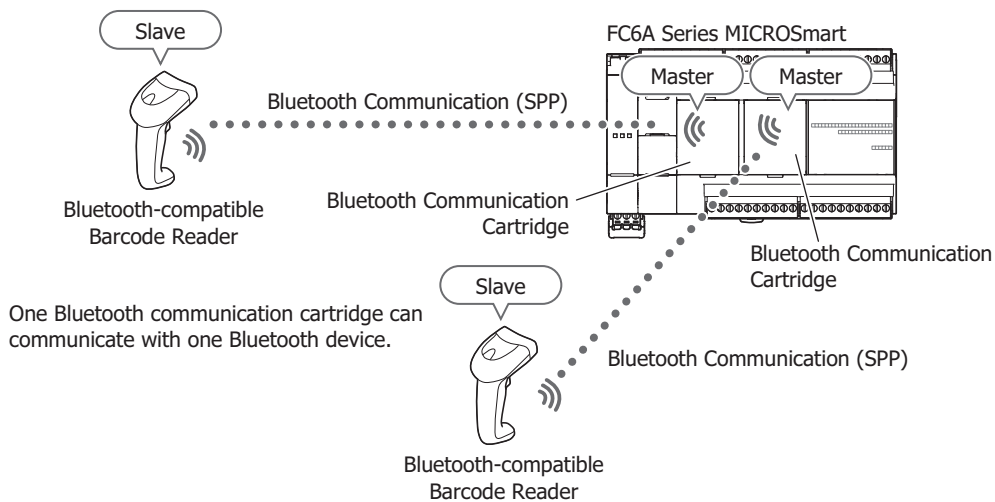 Slave
FC6A Series MICROSmart
Master
Master
Bluetooth Communication (SPP)
Bluetooth Communication
Cartridge
Bluetooth-compatible
Barcode Reader
Bluetooth Communication
Cartridge
Slave
One Bluetooth communication cartridge can
communicate with one Bluetooth device.
Bluetooth Communication (SPP)
Bluetooth-compatible
Barcode Reader